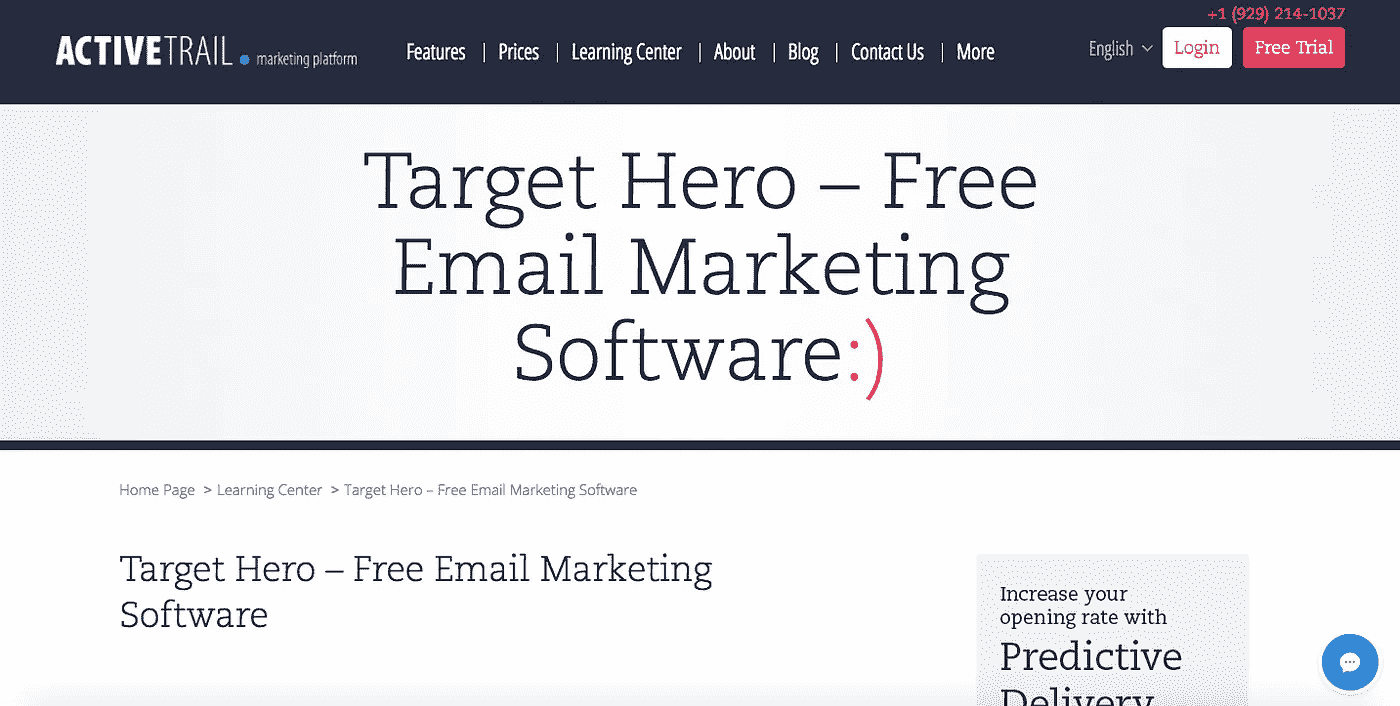 +1 (929) 214-1037
ACTIVETRAIL marketing platform
Features | Prices | Learning Center | About | Blog | Contact Us | More
English Login Free Trial
Target Hero – Free
Email Marketing
Software:)
Home Page > Learning Center > Target Hero – Free Email Marketing Software
Target Hero – Free Email Marketing
Software
Increase your
opening rate with
Predictive
Delivery